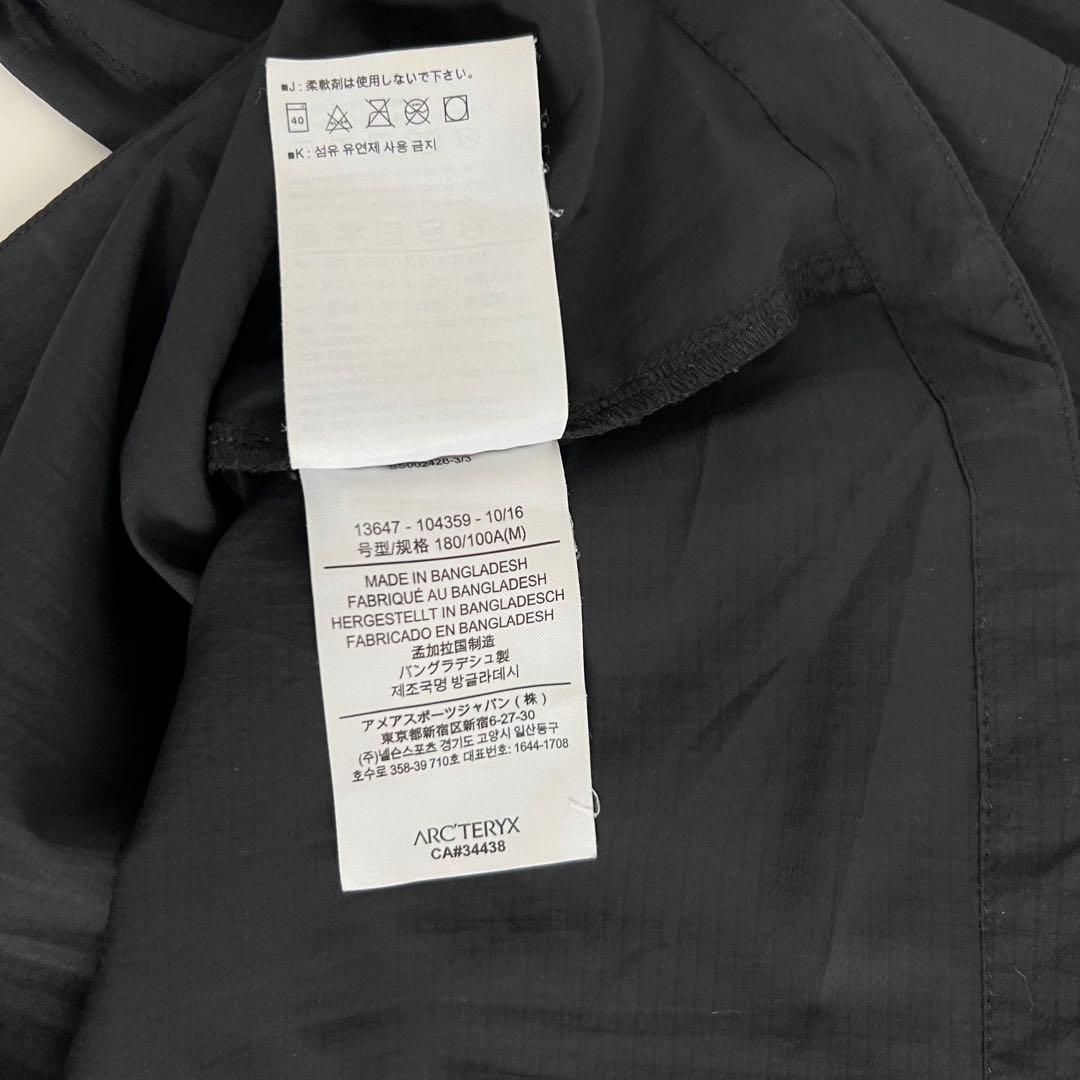 ■J : 柔軟剤は使用しないで下さい。
40
■K : 섬유 유연제 사용 금지
13647 - 104359 - 10/16
号型/规格 180/100A(M)
MADE IN BANGLADESH
FABRIQUÉ AU BANGLADESH
HERGESTELLT IN BANGLADESCH
FABRICADO EN BANGLADESH
孟加拉国制造
バングラデシュ製
제조국명 방글라데시
アメアスポーツジャパン ( 株 )
東京都新宿区新宿6-27-30
(주)넬슨스포츠 경기도 고양시 일산동구
호수로 358-39 710호 대표번호: 1644-1708
ARC'TERYX
CA#34438